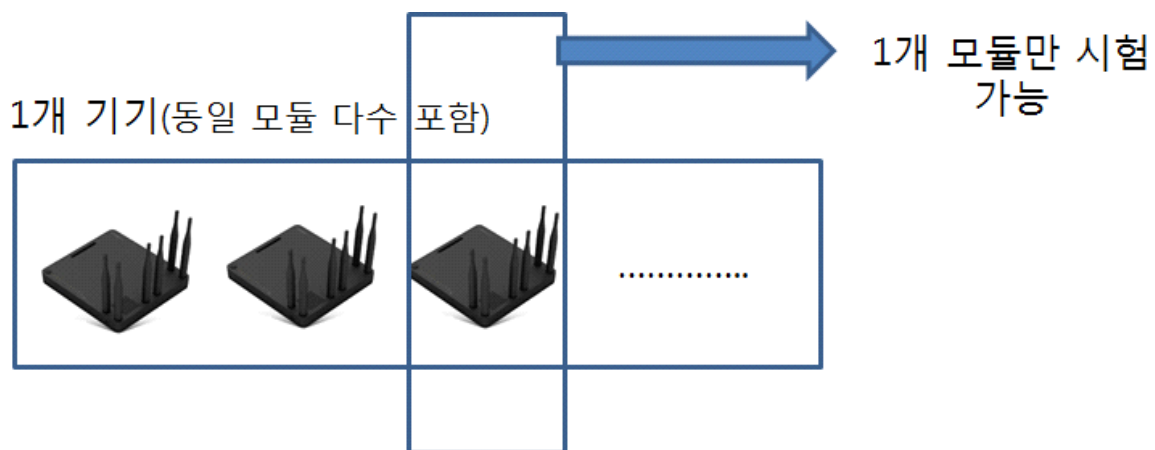 1개 모듈만 시험
가능
1개 기기(동일 모듈 다수 포함)
..............